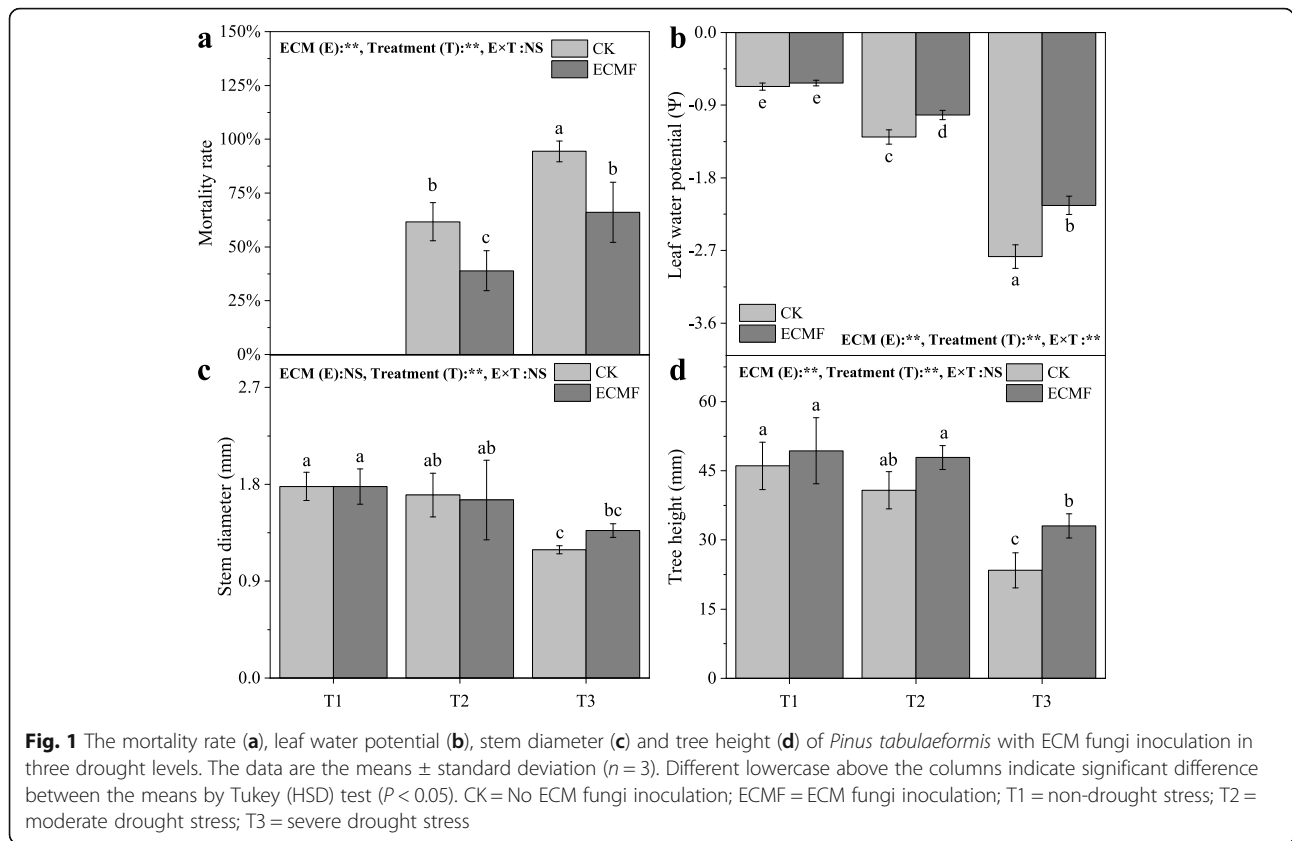 a
ECM (E):**, Treatment (T):**, E×T :NS
CK
ECMF
Mortality rate
150%
125%
100%
75%
50%
25%
0%
b
c
a
b
b
0.0
-0.9
-1.8
-2.7
-3.6
Leaf water potential (Ψ)
e
e
c
d
a
b
CK
ECMF
ECM (E):**, Treatment (T):**, E×T :**
c
ECM (E):NS, Treatment (T):**, E×T :NS
CK
ECMF
Stem diameter (mm)
2.7
1.8
0.9
0.0
a
a
ab
ab
c
bc
T1
T2
T3
d
ECM (E):**, Treatment (T):**, E×T :NS
CK
ECMF
Tree height (mm)
60
45
30
15
0
a
a
ab
a
c
b
T1
T2
T3
Fig. 1 The mortality rate (a), leaf water potential (b), stem diameter (c) and tree height (d) of Pinus tabulaeformis with ECM fungi inoculation in
three drought levels. The data are the means ± standard deviation (n = 3). Different lowercase above the columns indicate significant difference
between the means by Tukey (HSD) test (P < 0.05). CK = No ECM fungi inoculation; ECMF = ECM fungi inoculation; T1 = non-drought stress; T2 =
moderate drought stress; T3 = severe drought stress